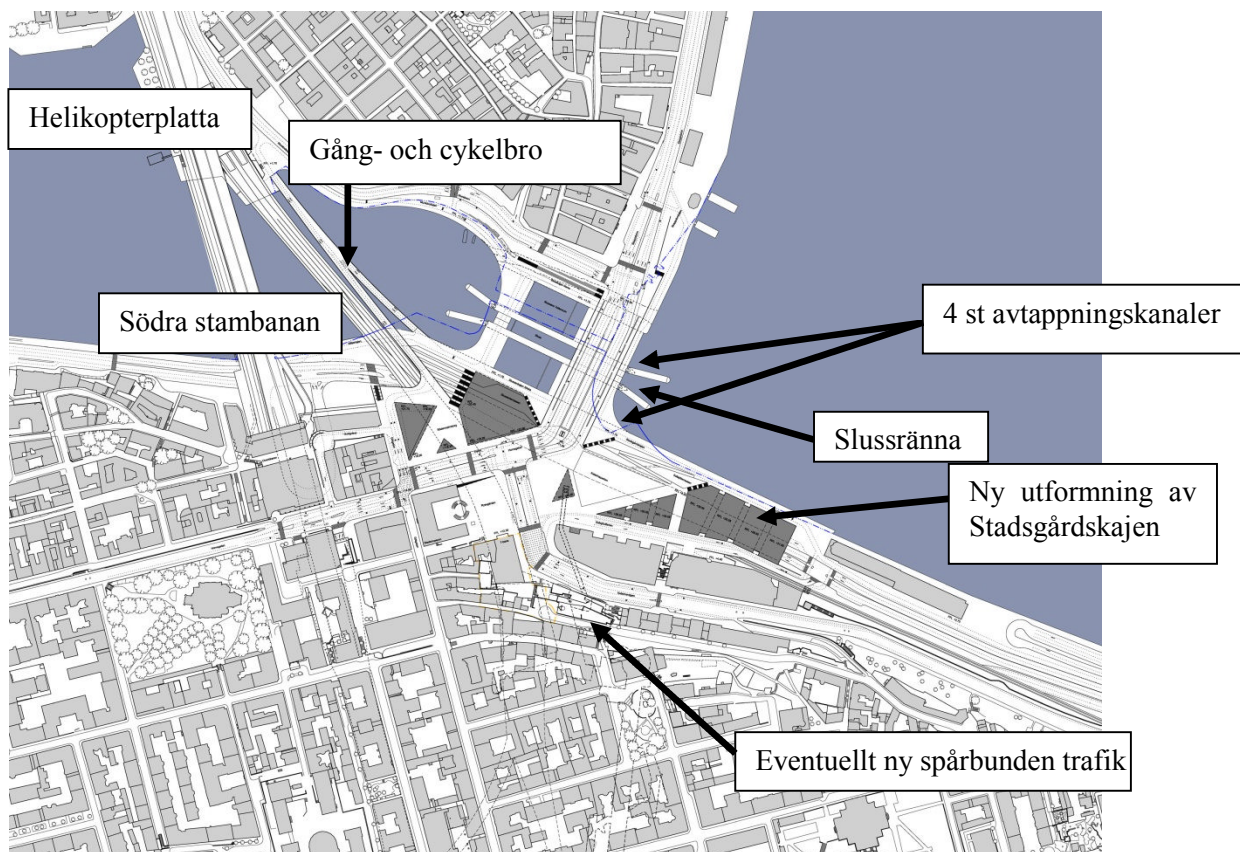 Helikopterplatta
Gång- och cykelbro
Södra stambanan
4 st avtappningskanaler
Slussränna
Ny utformning av
Stadsgårdskajen
Eventuellt ny spårbunden trafik